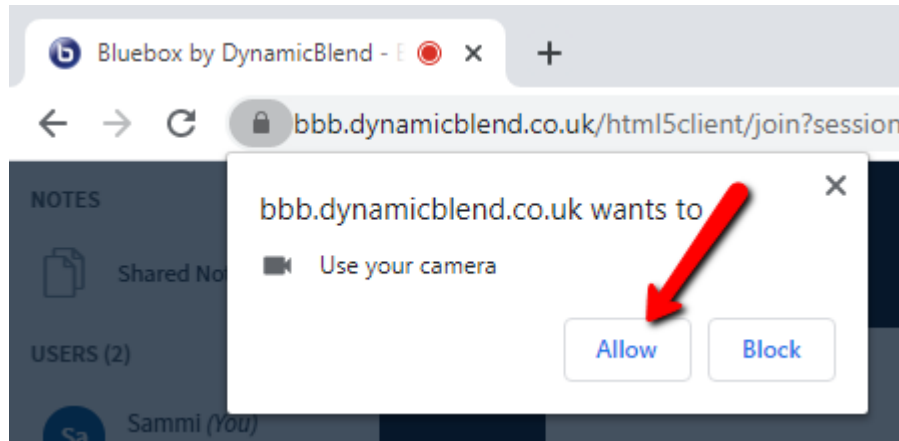 Bluebox by DynamicBlend -
bbb.dynamicblend.co.uk/html5client/join?session
NOTES
bbb.dynamicblend.co.uk wants to
Shared No
Use your camera
USERS (2)
Allow Block
Sammi (You)
Sa